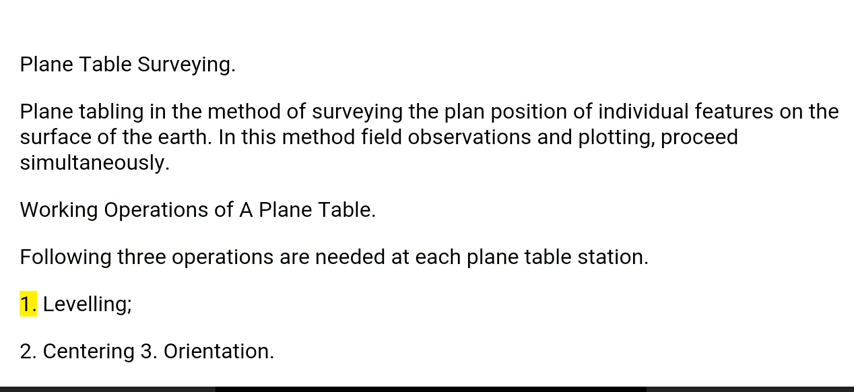 Plane Table Surveying.
Plane tabling in the method of surveying the plan position of individual features on the
surface of the earth. In this method field observations and plotting, proceed
simultaneously.
Working Operations of A Plane Table.
Following three operations are needed at each plane table station.
1. Levelling;
2. Centering 3. Orientation.